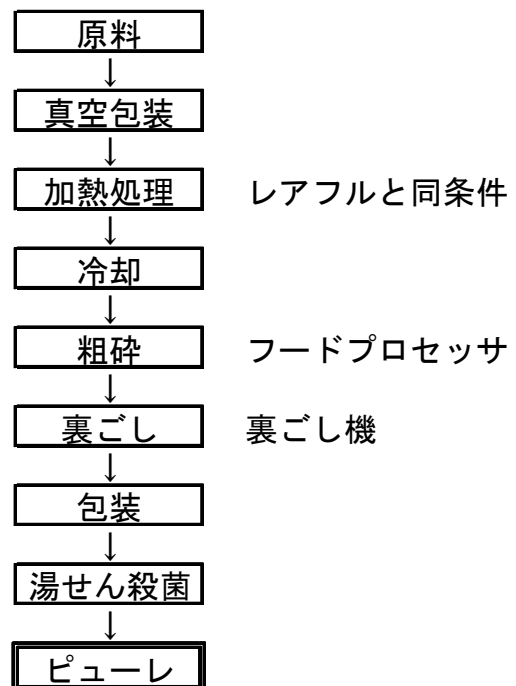 原料
↓
真空包装
↓
加熱処理 レアフルと同条件
↓
冷却
↓
粗砕 フードプロセッサ
↓
裏ごし 裏ごし機
↓
包装
↓
湯せん殺菌
↓
ピューレ